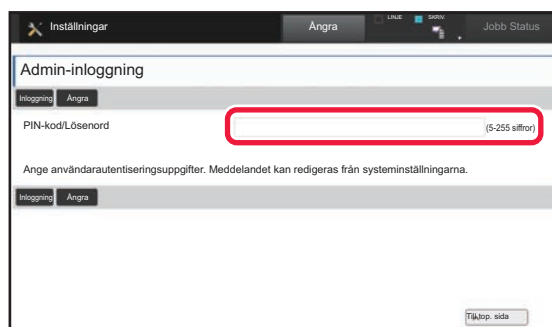 Inställningar Ångra LINJE SKRIV. Jobb Status
Admin-inloggning
Inloggning Ångra
PIN-kod/Lösenord (5-255 siffror)
Ange användarautentiseringsuppgifter. Meddelandet kan redigeras från systeminställningarna.
Inloggning Ångra
Till top. sida